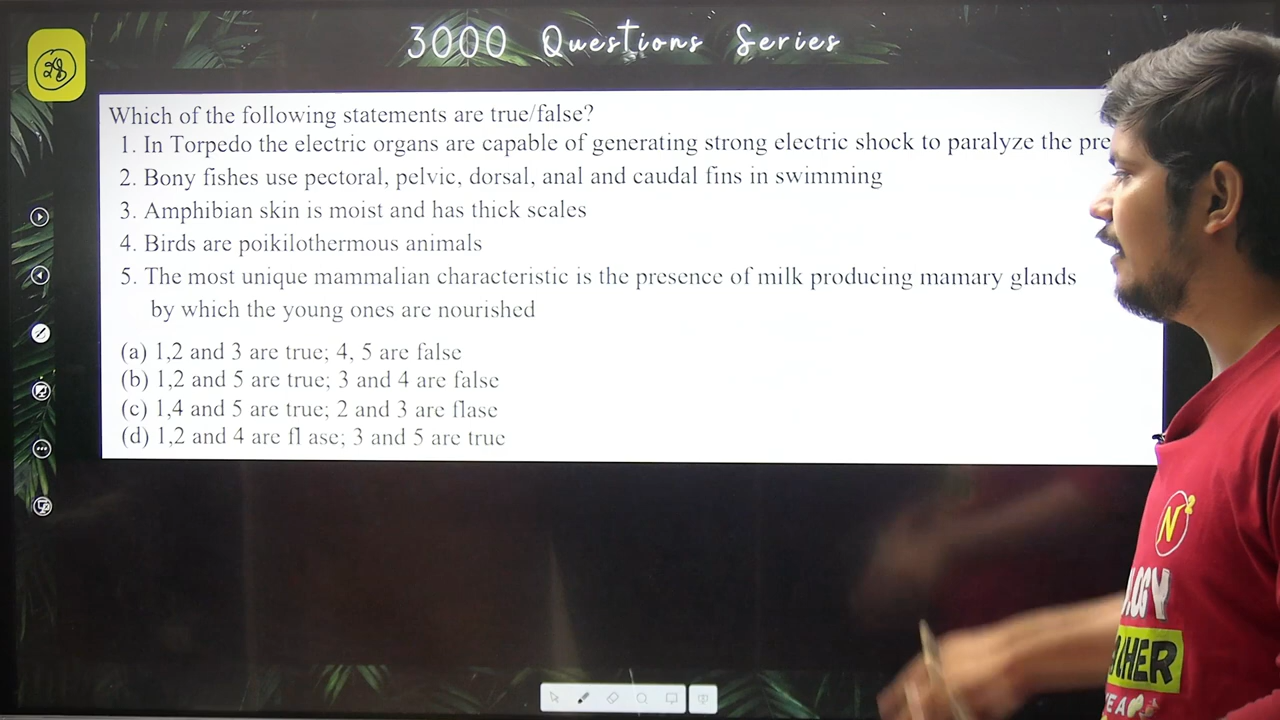 3000 Questions Series
28
Which of the following statements are true/false?
1. In Torpedo the electric organs are capable of generating strong electric shock to paralyze the pre
2. Bony fishes use pectoral, pelvic, dorsal, anal and caudal fins in swimming
3. Amphibian skin is moist and has thick scales
4. Birds are poikilothermous animals
5. The most unique mammalian characteristic is the presence of milk producing mamary glands
by which the young ones are nourished
(a) 1,2 and 3 are true; 4, 5 are false
(b) 1,2 and 5 are true; 3 and 4 are false
(c) 1,4 and 5 are true; 2 and 3 are flase
(d) 1,2 and 4 are fl ase; 3 and 5 are true
N2
LOGY
HER